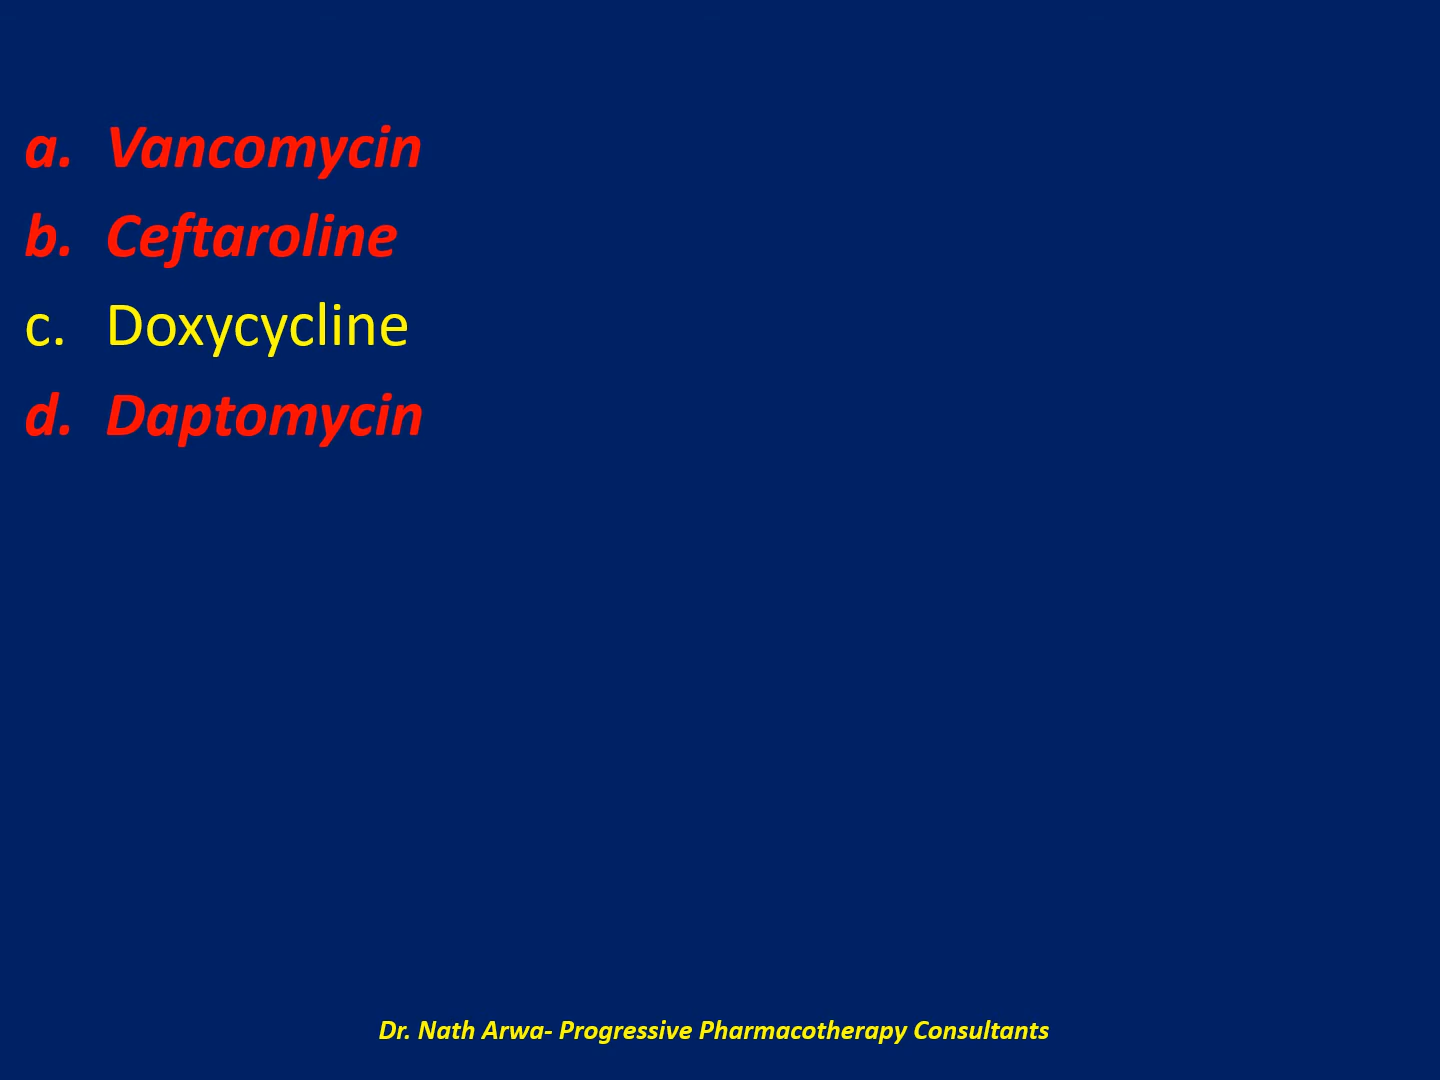 a. Vancomycin
b. Ceftaroline
c. Doxycycline
d. Daptomycin
Dr. Nath Arwa- Progressive Pharmacotherapy Consultants